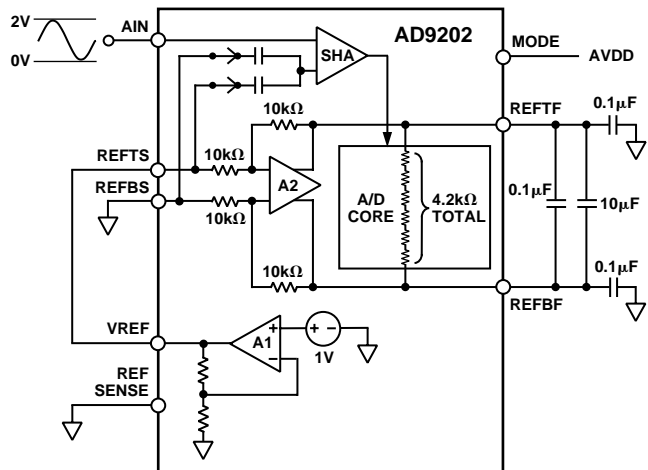 2V
0V
AIN
AD9202
SHA
MODE
AVDD
10kΩ
REFTF
0.1µF
REFTS
10kΩ
REFBS
A2
10kΩ
A/D
CORE
4.2kΩ
TOTAL
0.1µF
10µF
10kΩ
0.1µF
REFBF
VREF
A1
+
−
+ −
1V
REF
SENSE